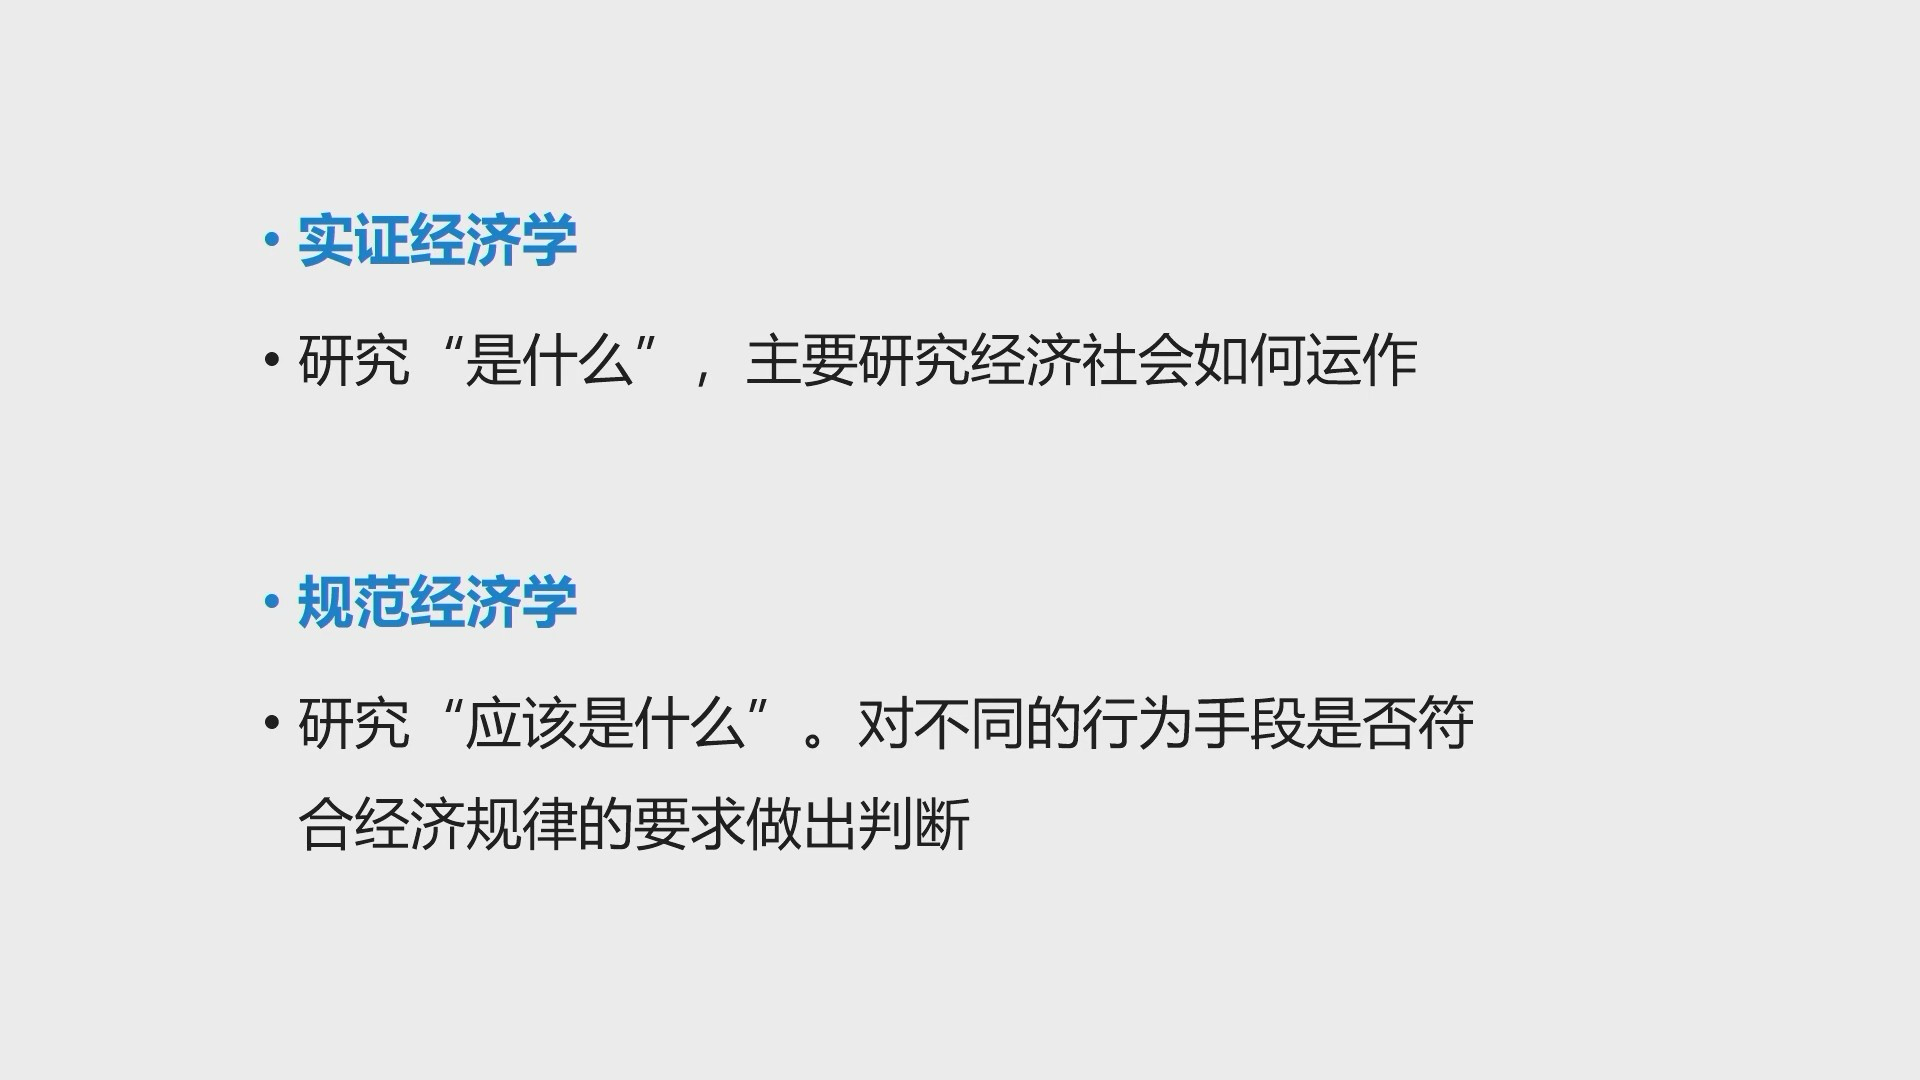 • 实证经济学
• 研究“是什么”，主要研究经济社会如何运作
• 规范经济学
• 研究“应该是什么”。对不同的行为手段是否符
合经济规律的要求做出判断